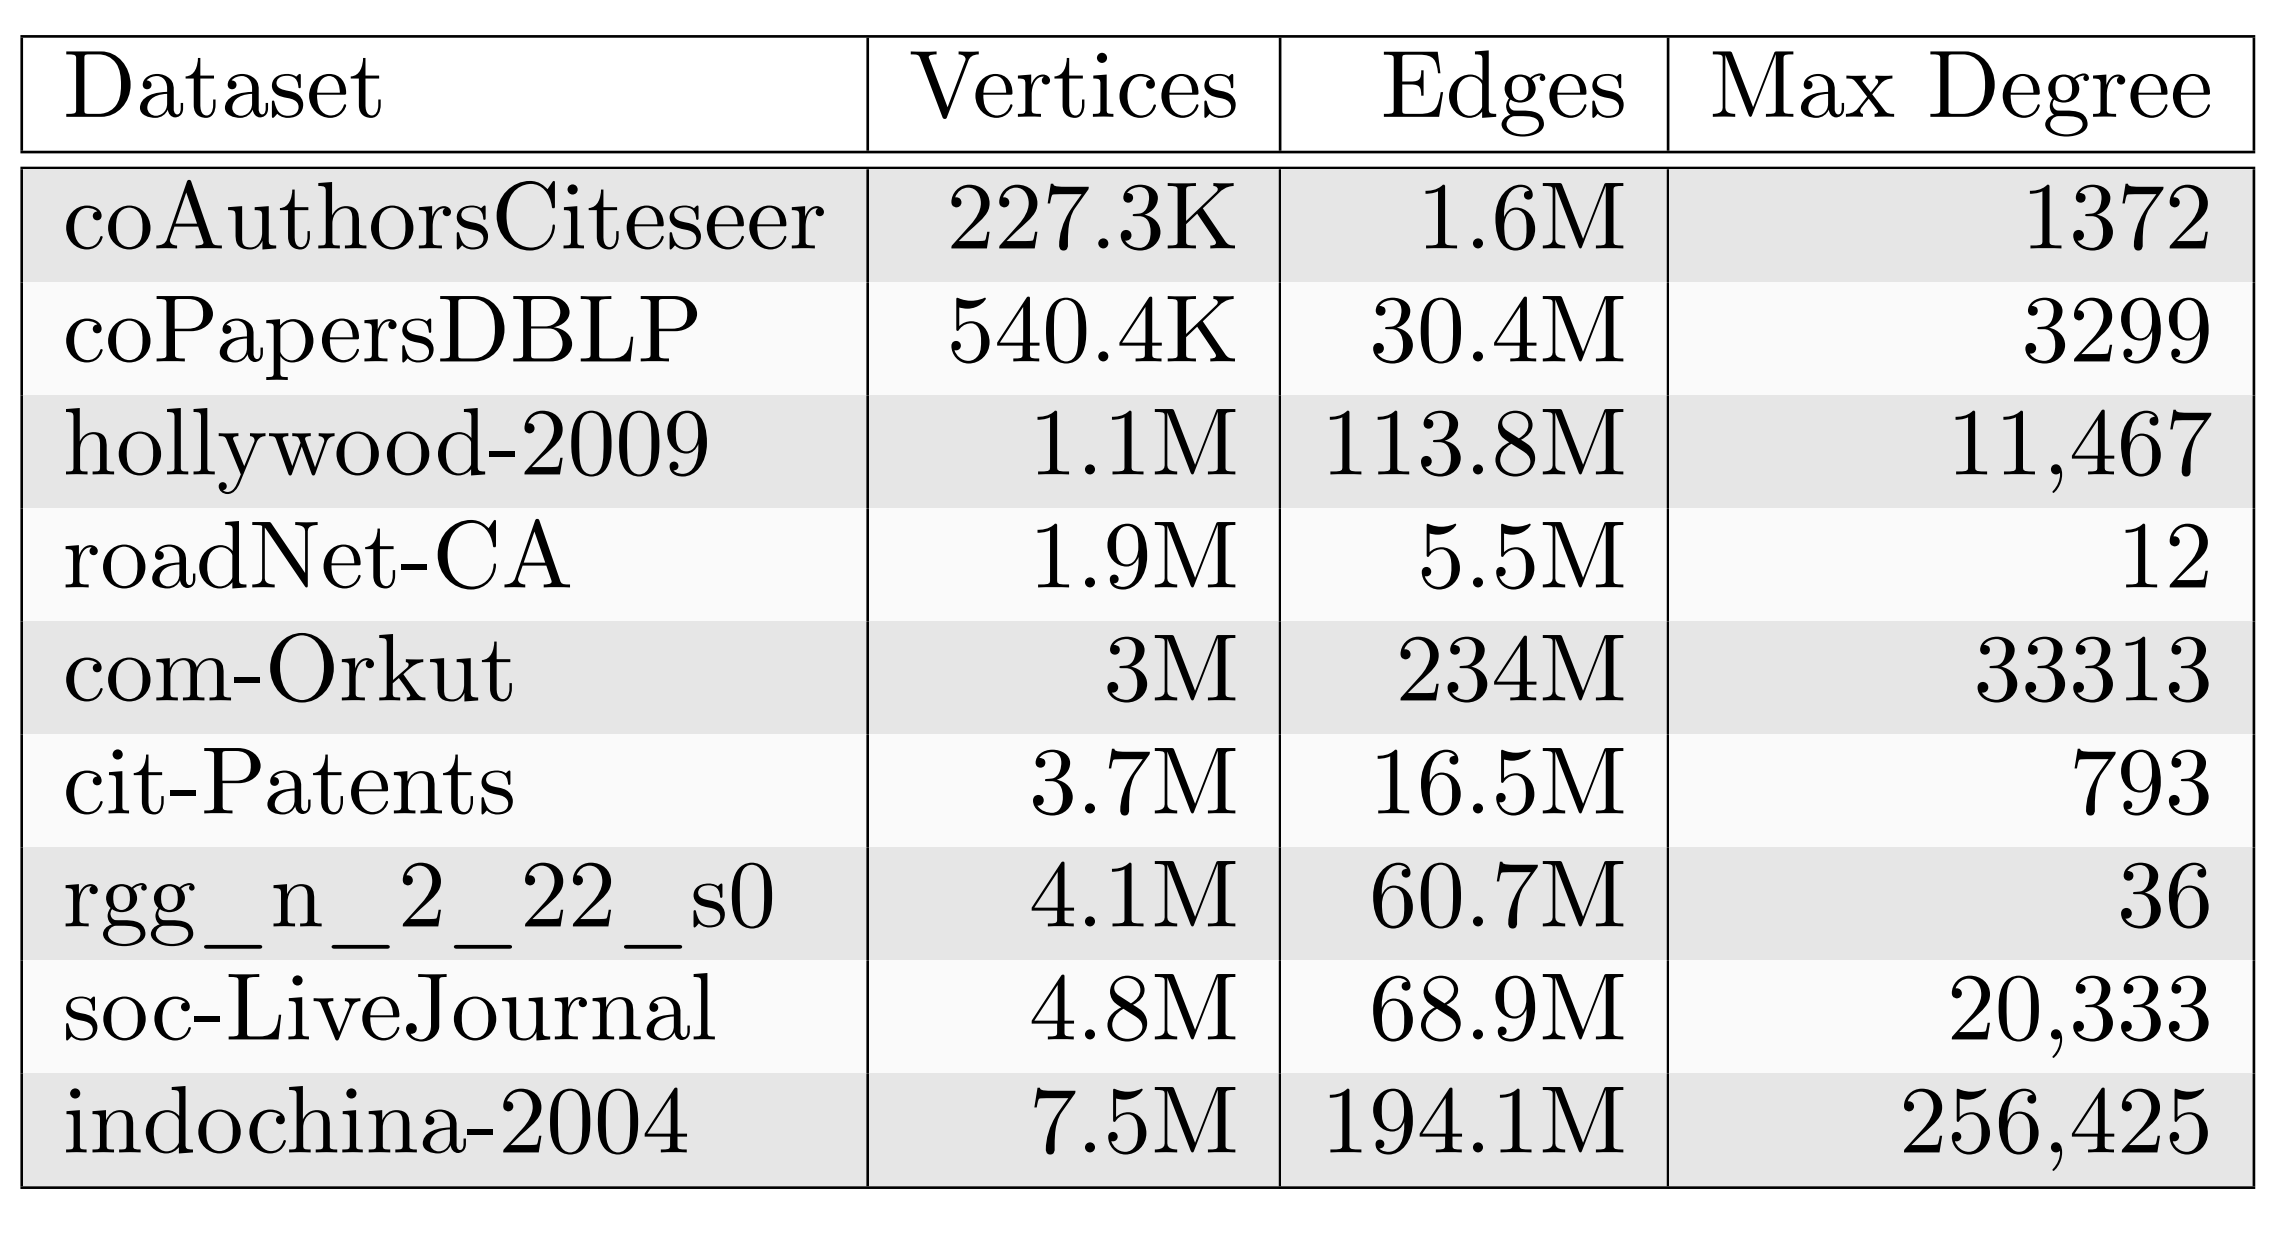 Dataset Vertices Edges Max Degree
coAuthorsCiteseer 227.3K 1.6M 1372
coPapersDBLP 540.4K 30.4M 3299
hollywood-2009 1.1M 113.8M 11,467
roadNet-CA 1.9M 5.5M 12
com-Orkut 3M 234M 33313
cit-Patents 3.7M 16.5M 793
rgg_n_2_22_s0 4.1M 60.7M 36
soc-LiveJournal 4.8M 68.9M 20,333
indochina-2004 7.5M 194.1M 256,425